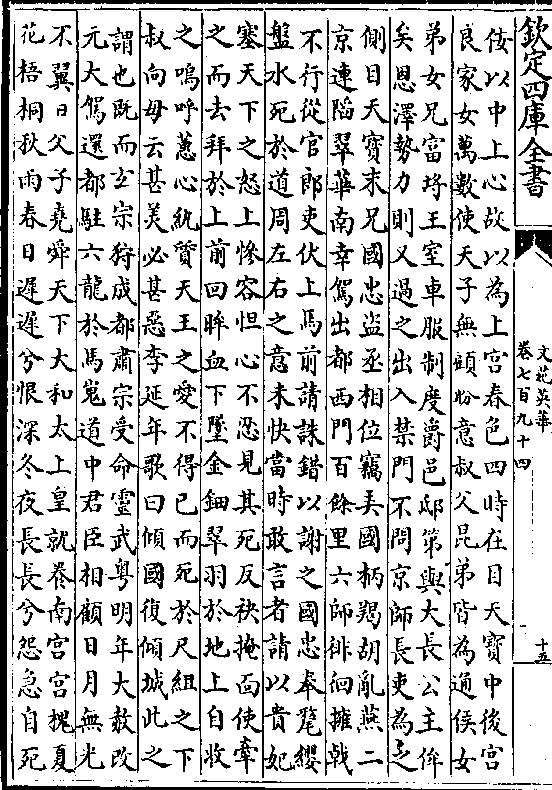 欽定四庫全書
文苑英華
卷七百九十四
十五
佞以中上心故以為上宫春色四時在目天寳中後宫
良家女萬數使天子無顧盼意叔父昆弟皆為通侯女
弟女兄富埒王室車服制度爵邑邸第與大長公主侔
矣恩澤勢力則又過之出入禁門不問京師長吏為之
側目天寳末兄國忠盜丞相位竊弄國柄羯胡亂燕二
京連陷翠華南幸駕出都西門百餘里六師徘徊擁戟
不行從官郎吏伏上馬前請誅錯以謝之國忠奉氂纓
盤水死於道周左右之意未快當時敢言者請以貴妃
塞天下之怒上慘容怛心不忍見其死反袂掩面使牽
之而去拜於上前回眸血下墜金鈿翠羽於地上自收
之嗚呼蕙心紈質天王之愛不得已而死於尺組之下
叔向母云甚美必甚惡李延年歌曰傾國復傾城此之
謂也既而𤣥宗狩成都肅宗受命靈武粤明年大赦改
元大駕還都駐六龍於馬嵬道中君臣相顧日月無光
不翼日父子堯舜天下大和太上皇就養南宫宫槐夏
花梧桐秋雨春日遲遲兮恨深冬夜長長兮怨急自死